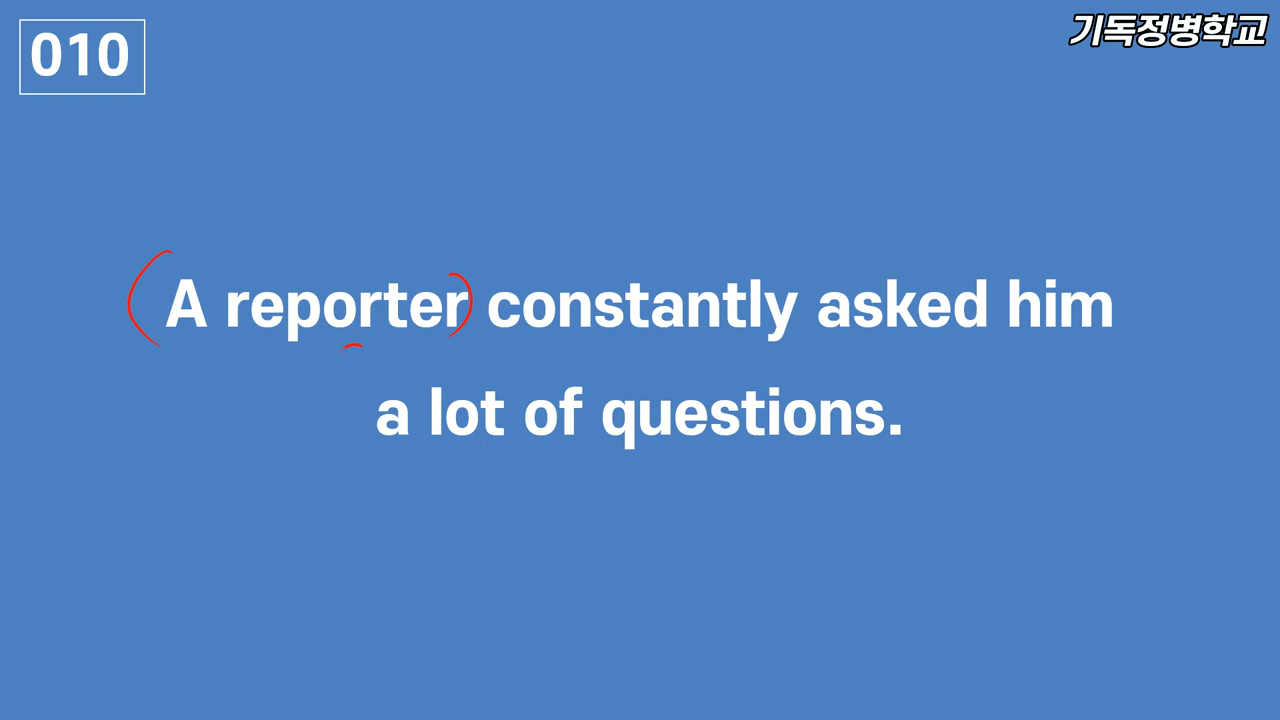 010
기독정병학교
A reporter constantly asked him
a lot of questions.